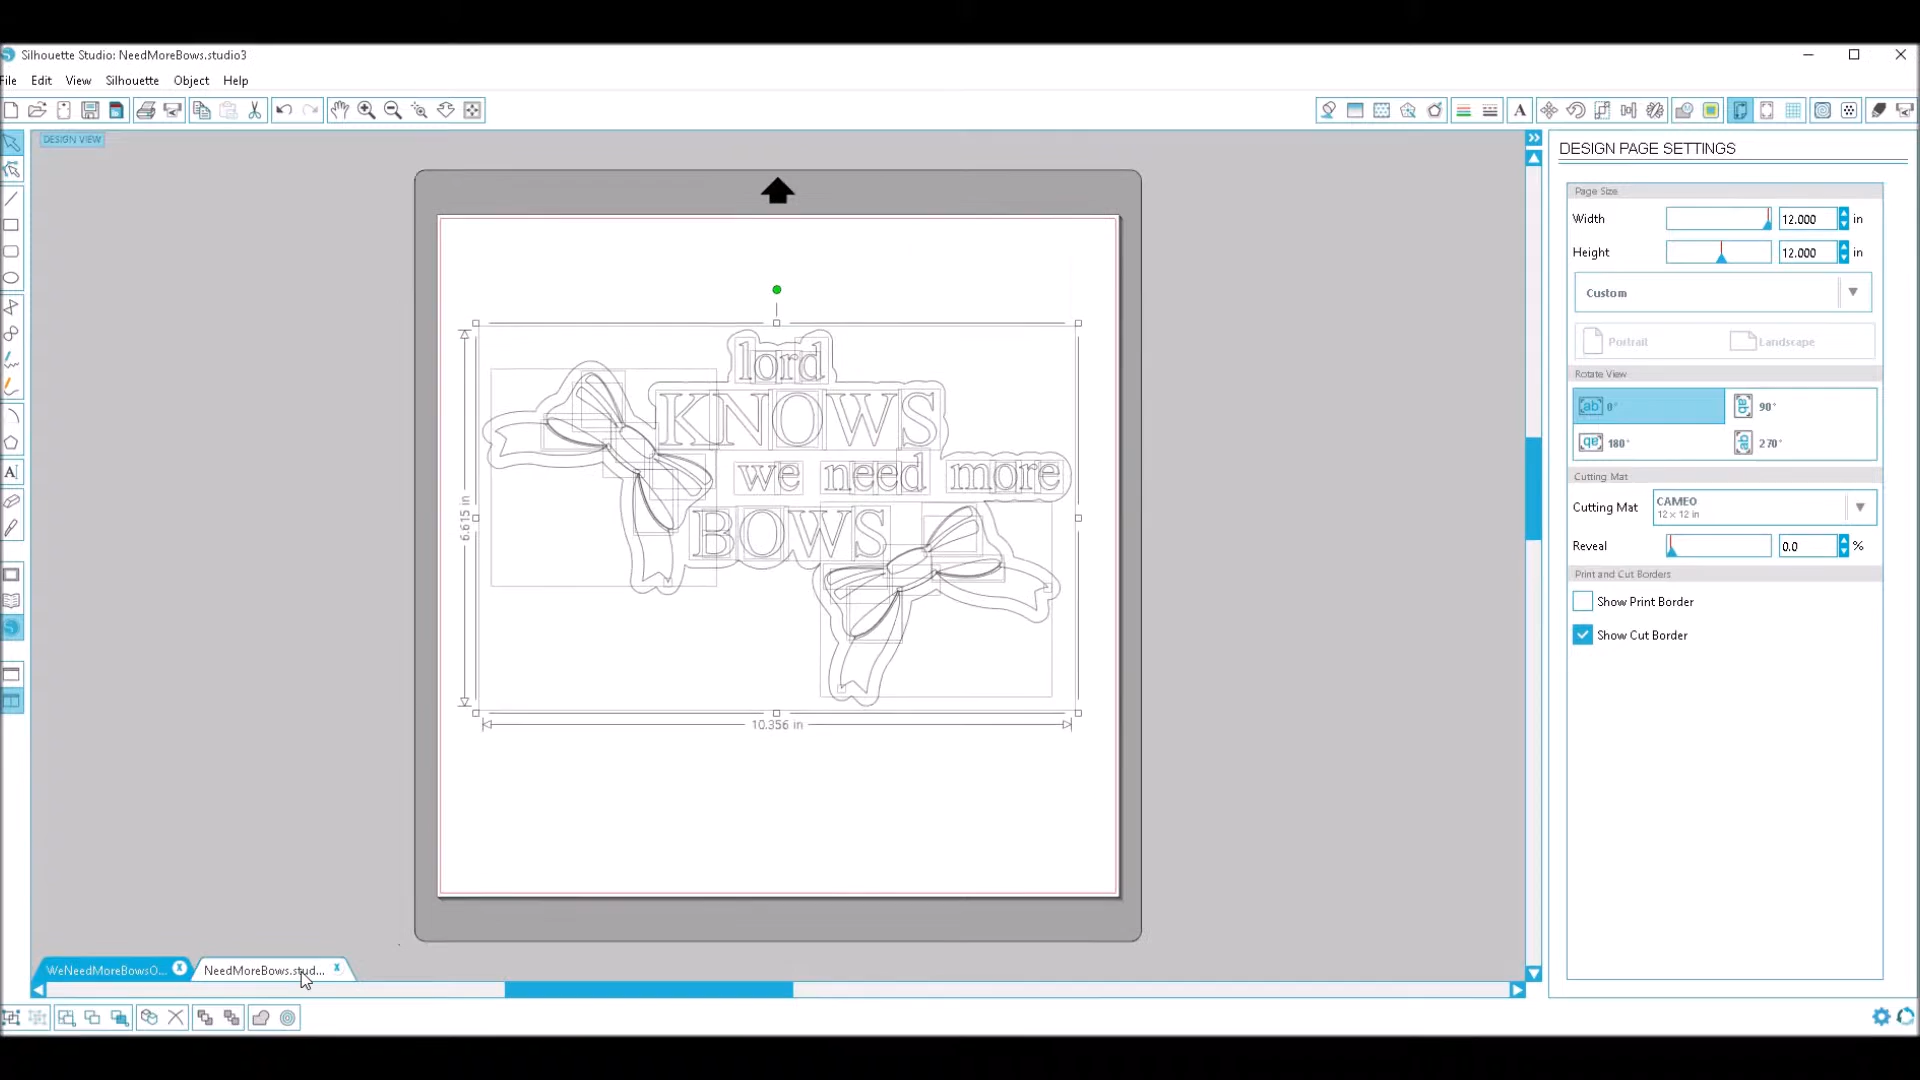 Silhouette Studio: NeedMoreBows.studio3
File Edit View Silhouette Object Help
DESIGN VIEW
DESIGN PAGE SETTINGS
Page Size
Width 12.000 in
Height 12.000 in
Custom
Portrait Landscape
Rotate View
0° 90°
180° 270°
Cutting Mat
Cutting Mat CAMEO
12 x 12 in
Reveal 0.0 %
Print and Cut Borders
Show Print Border
Show Cut Border
lord
KNOWS
we need more
BOWS
6.615 in
10.356 in
WeNeedMoreBowsO... NeedMoreBows.stud...